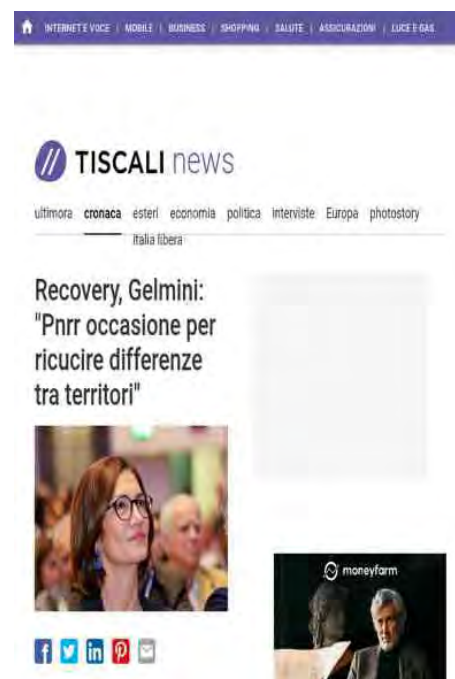 INTERNET E VOCE | MOBILE | BUSINESS | SHOPPING | SALUTE | ASSICURAZIONI | LUCE E GAS
TISCALI news
ultimora cronaca esteri economia politica interviste Europa photostory
Italia libera
Recovery, Gelmini:
"Pnrr occasione per
ricucire differenze
tra territori"
moneyfarm